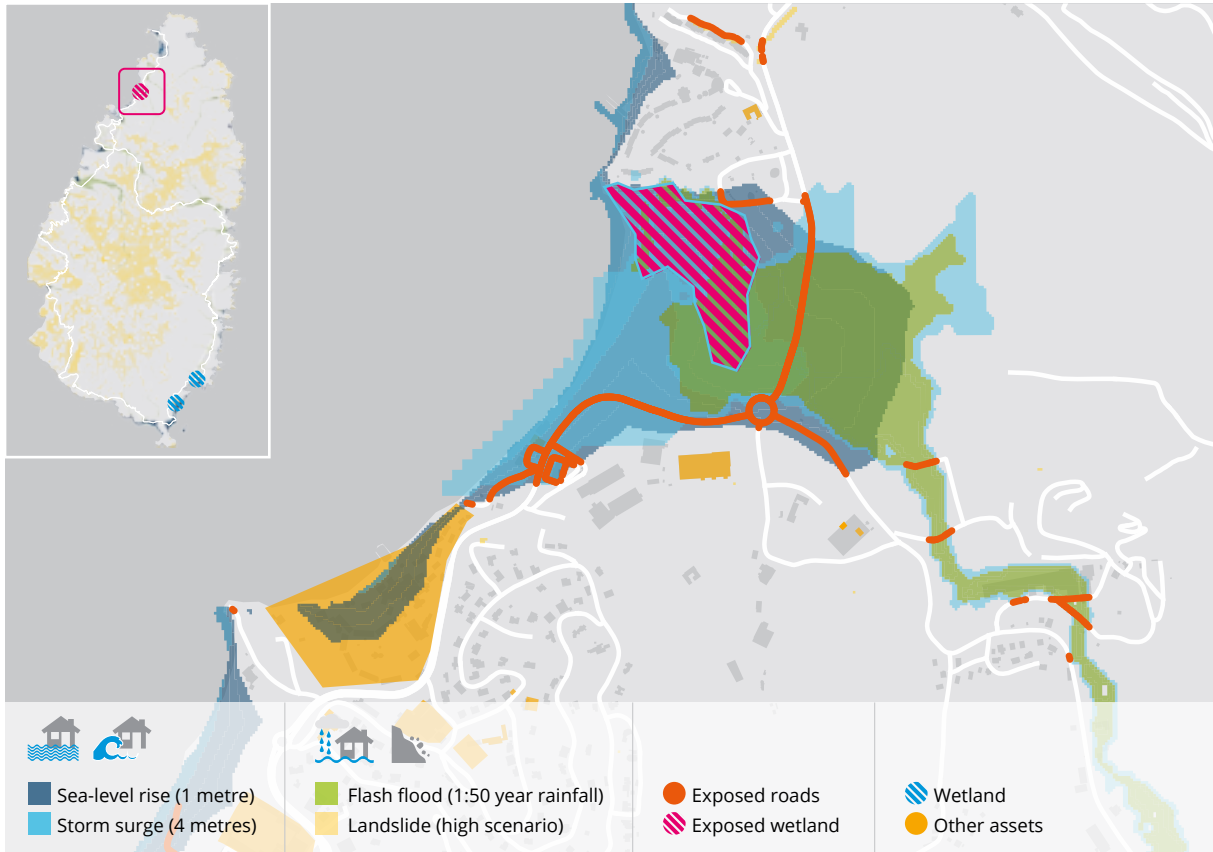 Sea-level rise (1 metre)
Storm surge (4 metres)
Flash flood (1:50 year rainfall)
Landslide (high scenario)
Exposed roads
Exposed wetland
Wetland
Other assets